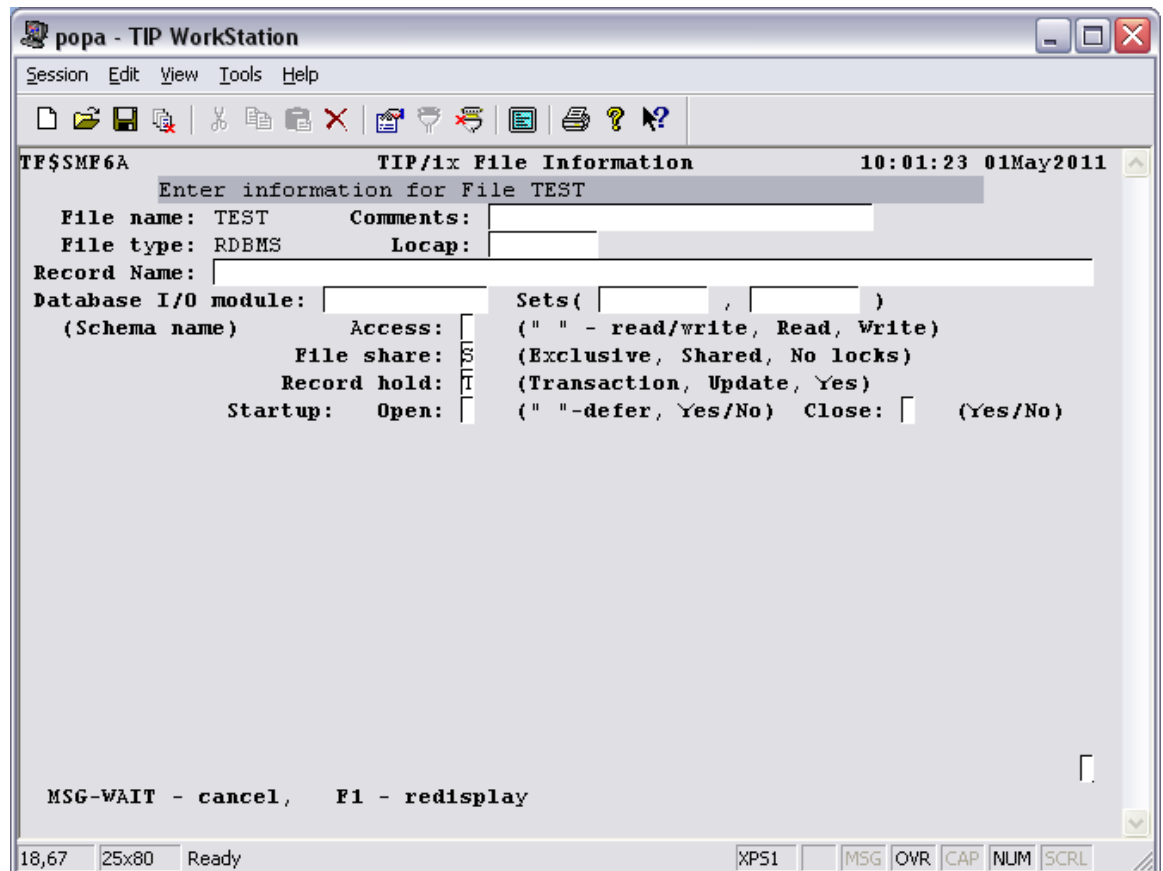 popa - TIP WorkStation
Session Edit View Tools Help
TF$SMF6A TIP/ix File Information 10:01:23 01May2011
Enter information for File TEST
File name: TEST Comments:
File type: RDBMS Locap:
Record Name:
Database I/O module: Sets( , )
(Schema name) Access: (" " - read/write, Read, Write)
File share: S (Exclusive, Shared, No locks)
Record hold: T (Transaction, Update, Yes)
Startup: Open: (" "-defer, Yes/No) Close: (Yes/No)
MSG-WAIT - cancel, F1 - redisplay
18,67 25x80 Ready XPS1 MSG OVR CAP NUM SCRL